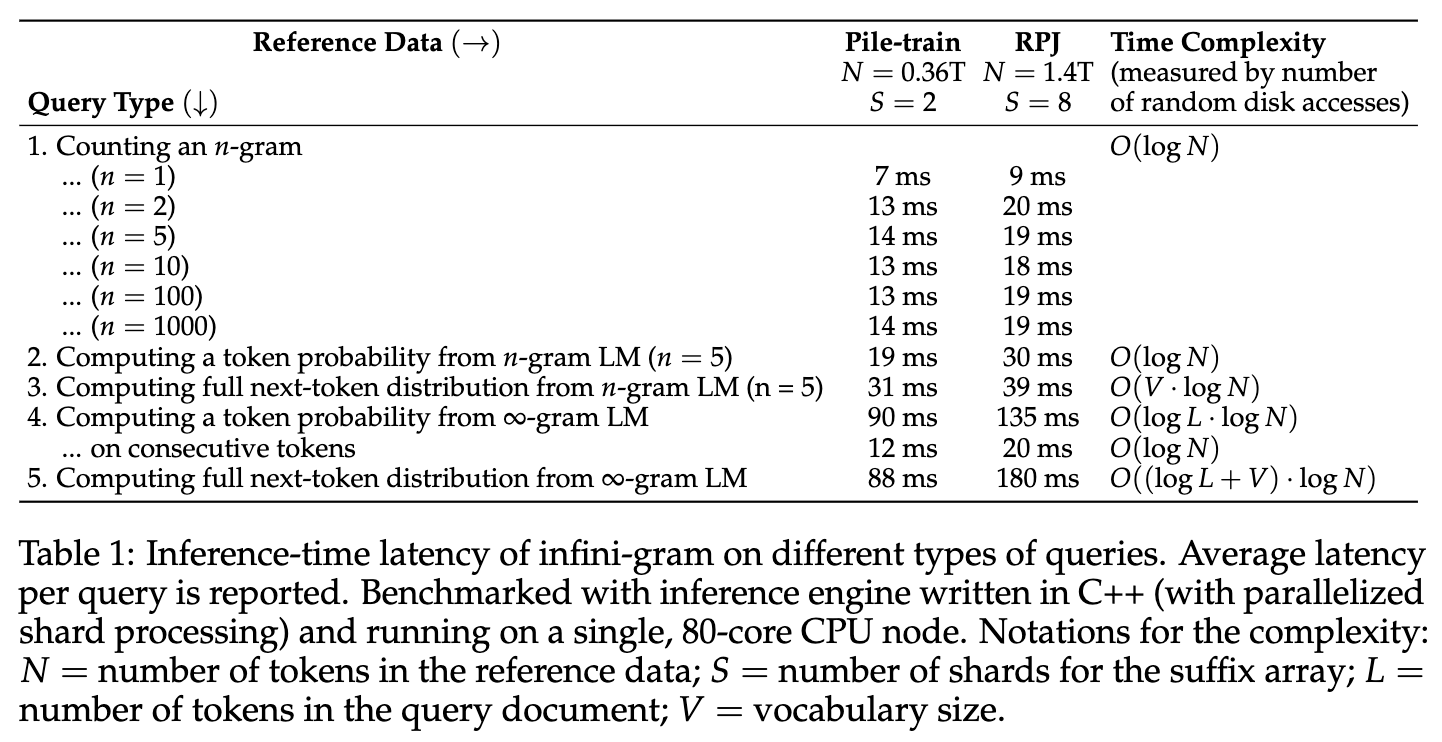 Reference Data (→) Pile-train RPJ Time Complexity
N = 0.36T N = 1.4T (measured by number
Query Type (↓) S = 2 S = 8 of random disk accesses)
1. Counting an n-gram O(log N)
... (n = 1) 7 ms 9 ms
... (n = 2) 13 ms 20 ms
... (n = 5) 14 ms 19 ms
... (n = 10) 13 ms 18 ms
... (n = 100) 13 ms 19 ms
... (n = 1000) 14 ms 19 ms
2. Computing a token probability from n-gram LM (n = 5) 19 ms 30 ms O(log N)
3. Computing full next-token distribution from n-gram LM (n = 5) 31 ms 39 ms O(V · log N)
4. Computing a token probability from ∞-gram LM 90 ms 135 ms O(log L · log N)
... on consecutive tokens 12 ms 20 ms O(log N)
5. Computing full next-token distribution from ∞-gram LM 88 ms 180 ms O((log L + V) · log N)
Table 1: Inference-time latency of infini-gram on different types of queries. Average latency
per query is reported. Benchmarked with inference engine written in C++ (with parallelized
shard processing) and running on a single, 80-core CPU node. Notations for the complexity:
N = number of tokens in the reference data; S = number of shards for the suffix array; L =
number of tokens in the query document; V = vocabulary size.